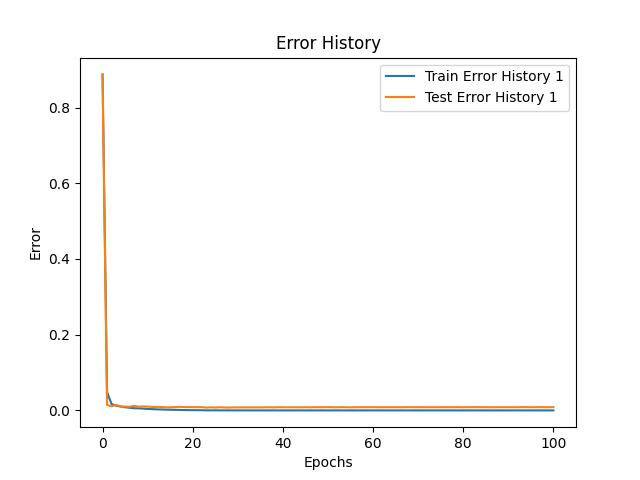 Error History
Train Error History 1
Test Error History 1
0.8
0.6
0.4
0.2
0.0
Error
0 20 40 60 80 100
Epochs